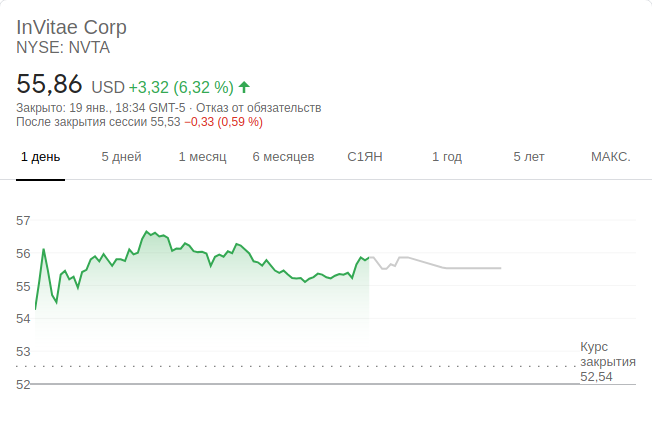 InVitae Corp
NYSE: NVTA
55,86 USD +3,32 (6,32 %)
Закрыто: 19 янв., 18:34 GMT-5 · Отказ от обязательств
После закрытия сессии 55,53 −0,33 (0,59 %)
1 день 5 дней 1 месяц 6 месяцев С1ЯН 1 год 5 лет МАКС.
57
56
55
54
53
Курс
закрытия
52,54
52